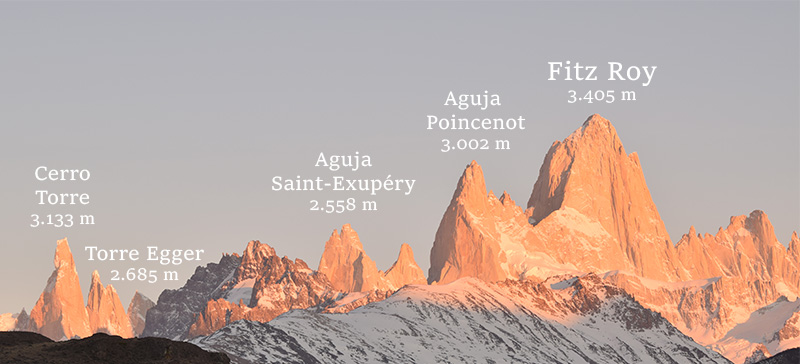 Cerro
Torre
3.133 m
Torre Egger
2.685 m
Aguja
Saint-Exupéry
2.558 m
Aguja
Poincenot
3.002 m
Fitz Roy
3.405 m